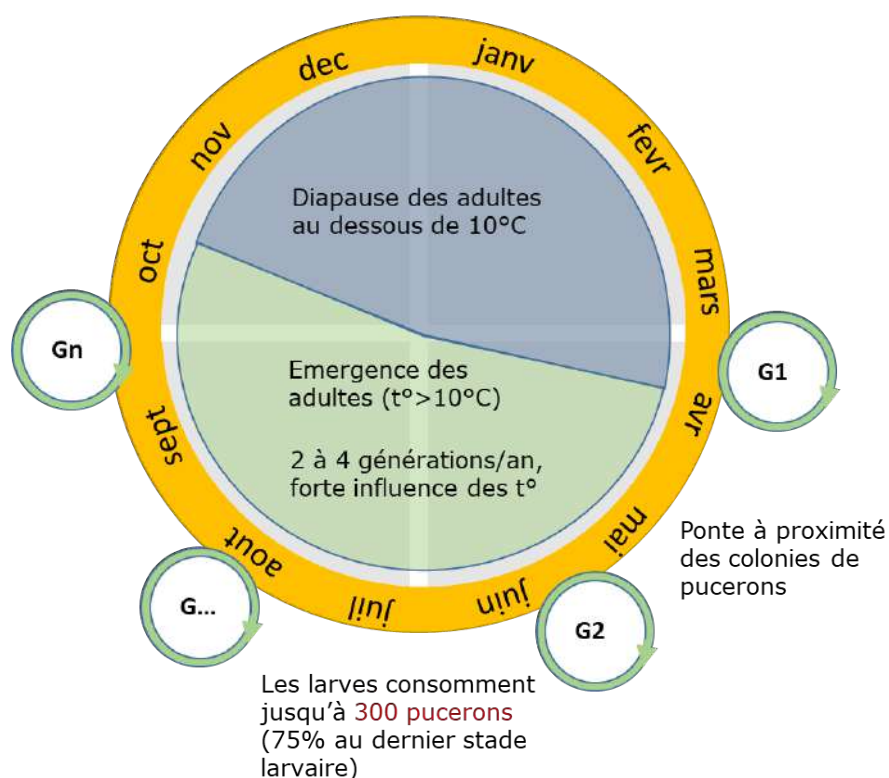 janv
fevr
mars
avr
mai
juin
juil
aout
sept
oct
nov
dec
Diapause des adultes
au dessous de 10°C
Emergence des
adultes (t°>10°C)
2 à 4 générations/an,
forte influence des t°
G1
G2
G...
Gn
Ponte à proximité
des colonies de
pucerons
Les larves consomment
jusqu'à 300 pucerons
(75% au dernier stade
larvaire)